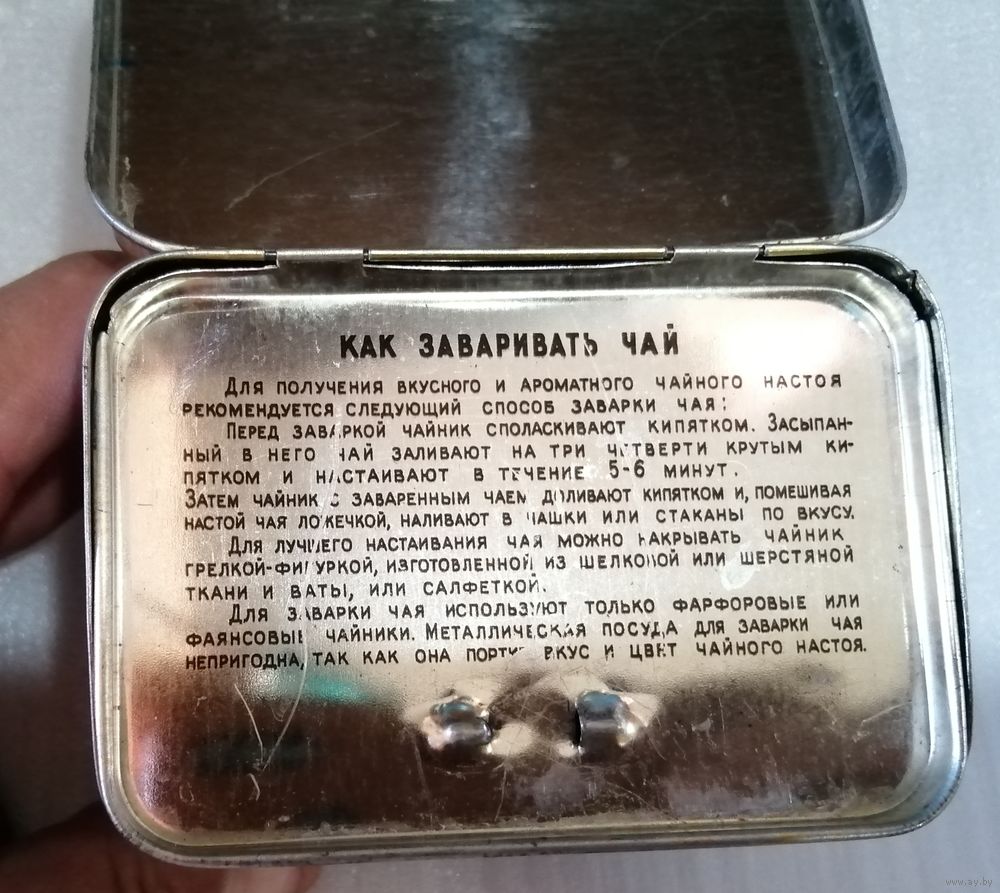 КАК ЗАВАРИВАТЬ ЧАЙ
Для получения вкусного и ароматного чайного настоя
рекомендуется следующий способ заварки чая:
Перед заваркой чайник споласкивают кипятком. Засыпан-
ный в него чай заливают на три четверти крутым ки-
пятком и настаивают в течение 5-6 минут.
Затем чайник с заваренным чаем доливают кипятком и, помешивая
настой чая ложечкой, наливают в чашки или стаканы по вкусу.
Для лучшего настаивания чая можно накрывать чайник
грелкой-фигуркой, изготовленной из шелковой или шерстяной
ткани и ваты, или салфеткой.
Для заварки чая используют только фарфоровые или
фаянсовые чайники. Металлическая посуда для заварки чая
непригодна, так как она портит вкус и цвет чайного настоя.
www.ay.by